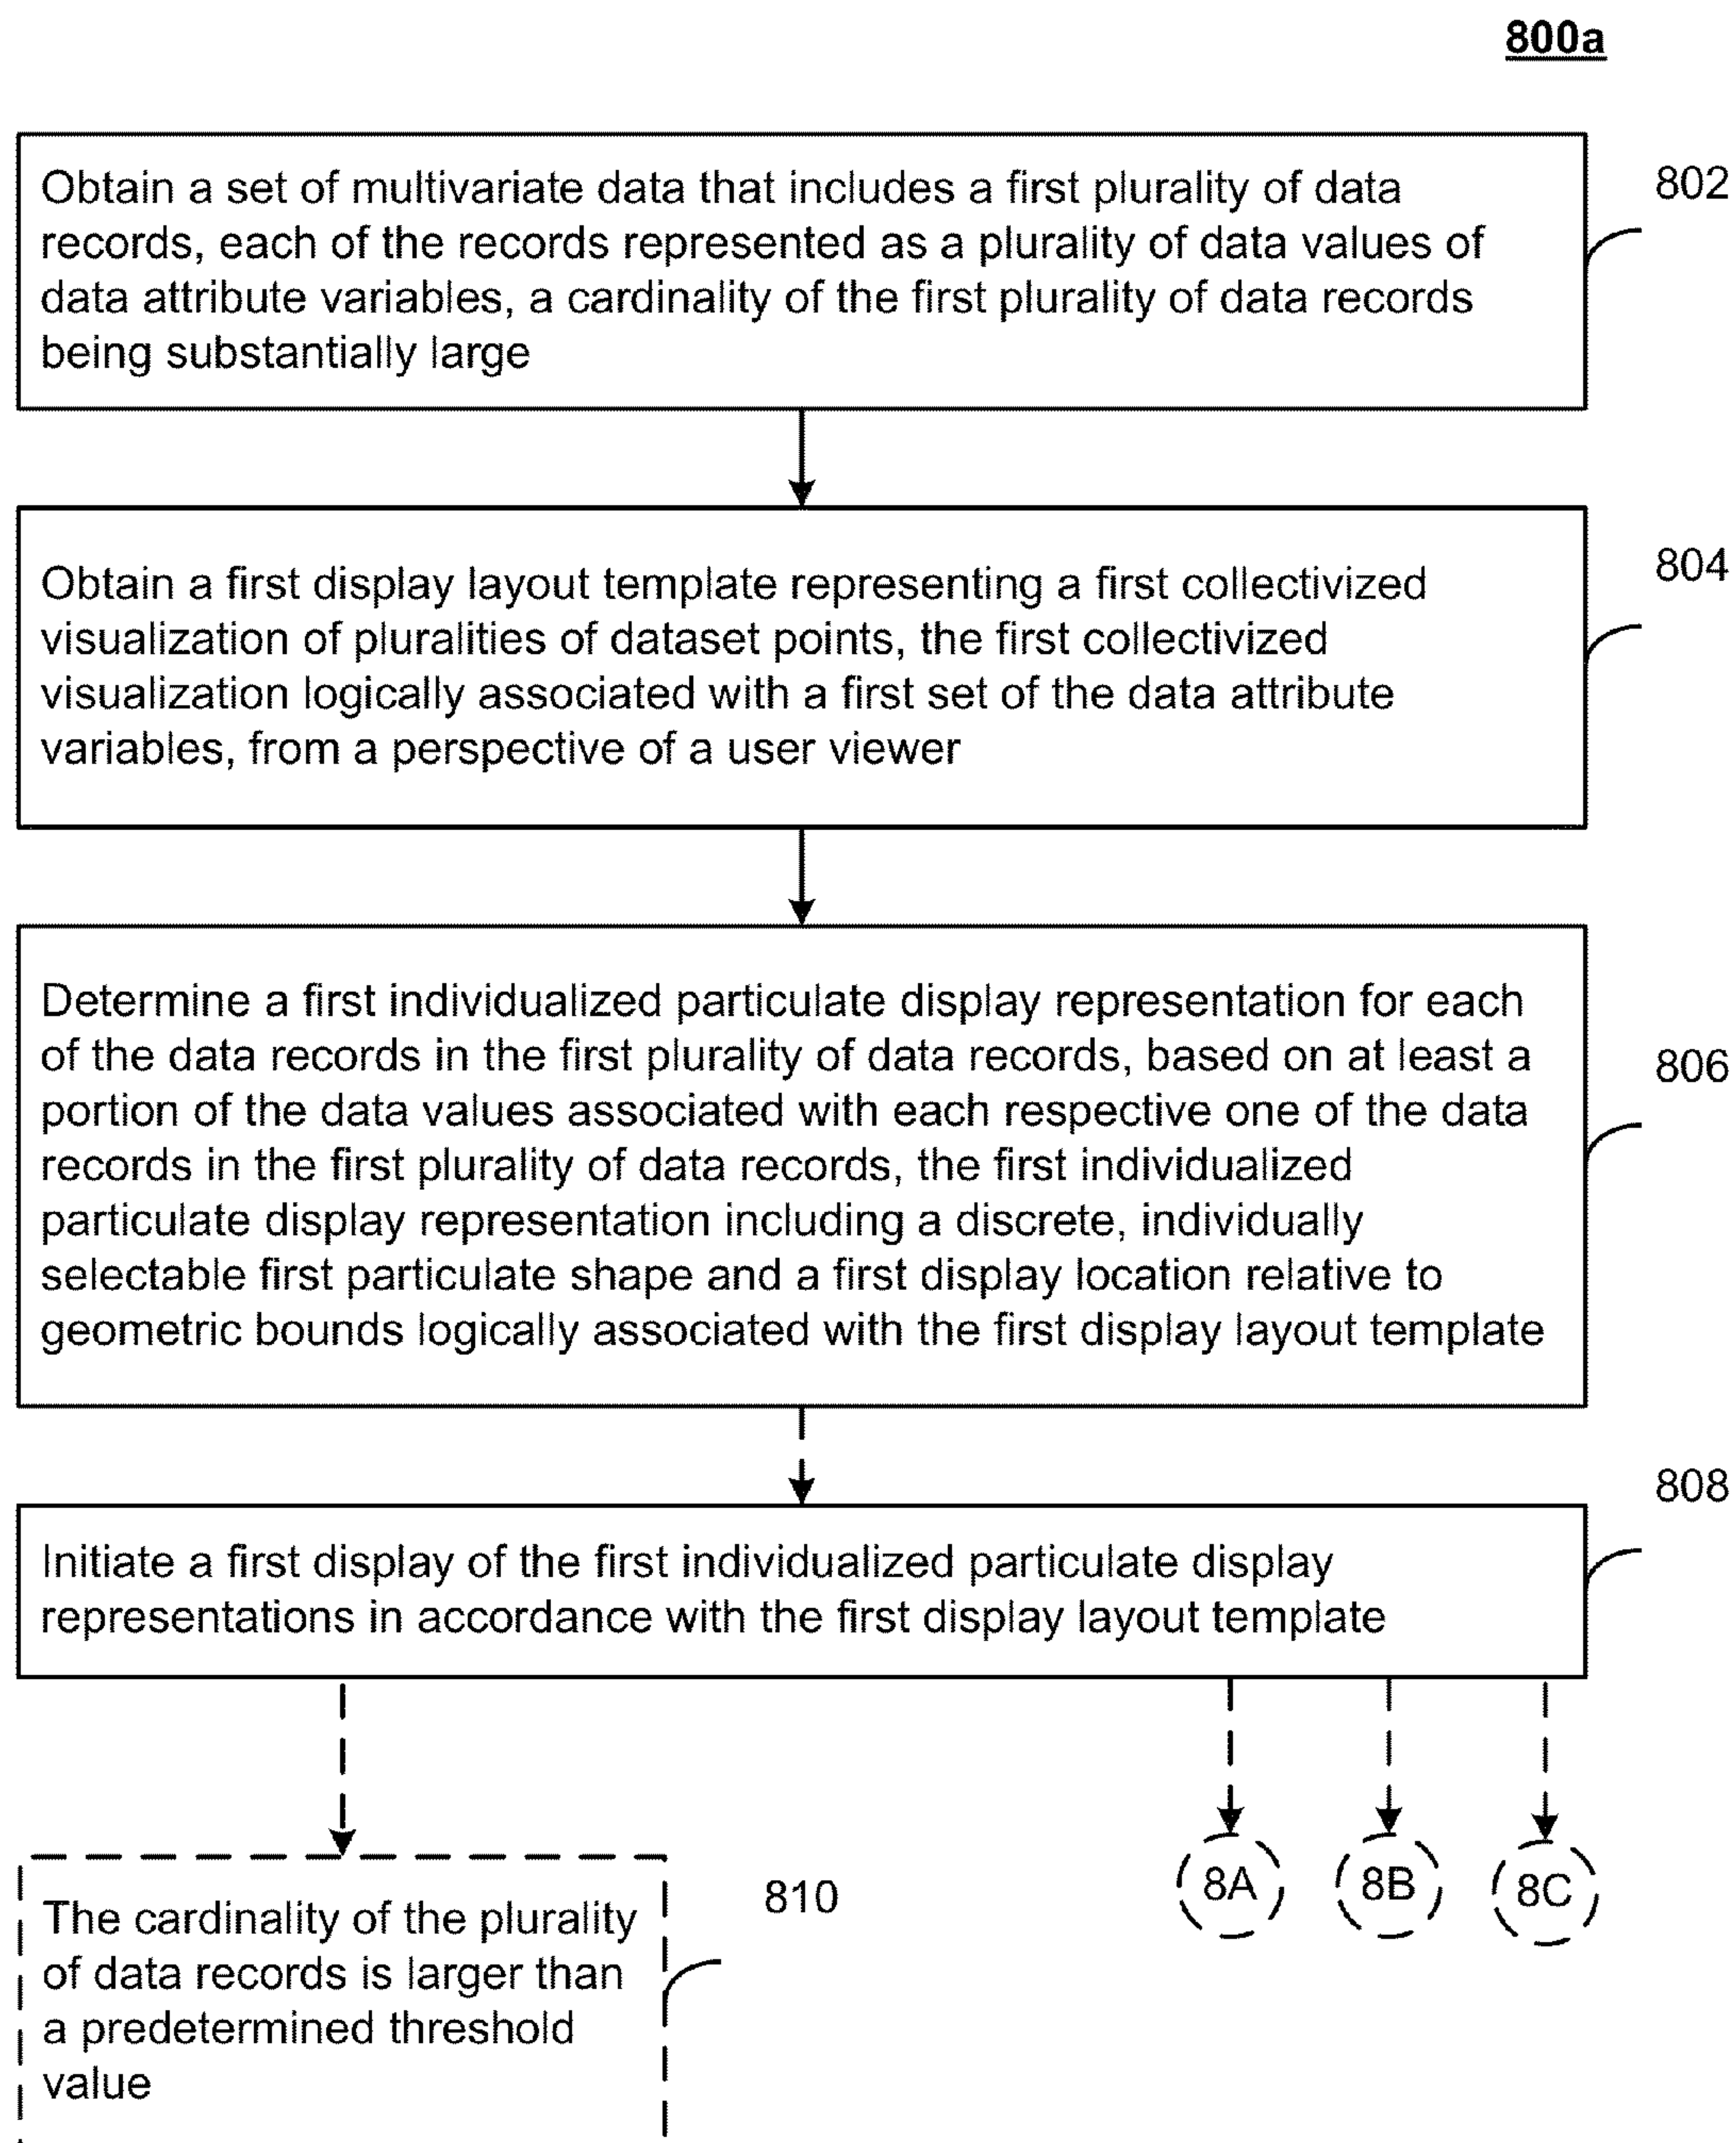 800a
Obtain a set of multivariate data that includes a first plurality of data
records, each of the records represented as a plurality of data values of
data attribute variables, a cardinality of the first plurality of data records
being substantially large
802
Obtain a first display layout template representing a first collectivized
visualization of pluralities of dataset points, the first collectivized
visualization logically associated with a first set of the data attribute
variables, from a perspective of a user viewer
804
Determine a first individualized particulate display representation for each
of the data records in the first plurality of data records, based on at least a
portion of the data values associated with each respective one of the data
records in the first plurality of data records, the first individualized
particulate display representation including a discrete, individually
selectable first particulate shape and a first display location relative to
geometric bounds logically associated with the first display layout template
806
Initiate a first display of the first individualized particulate display
representations in accordance with the first display layout template
808
The cardinality of the plurality
of data records is larger than
a predetermined threshold
value
810
8A
8B
8C